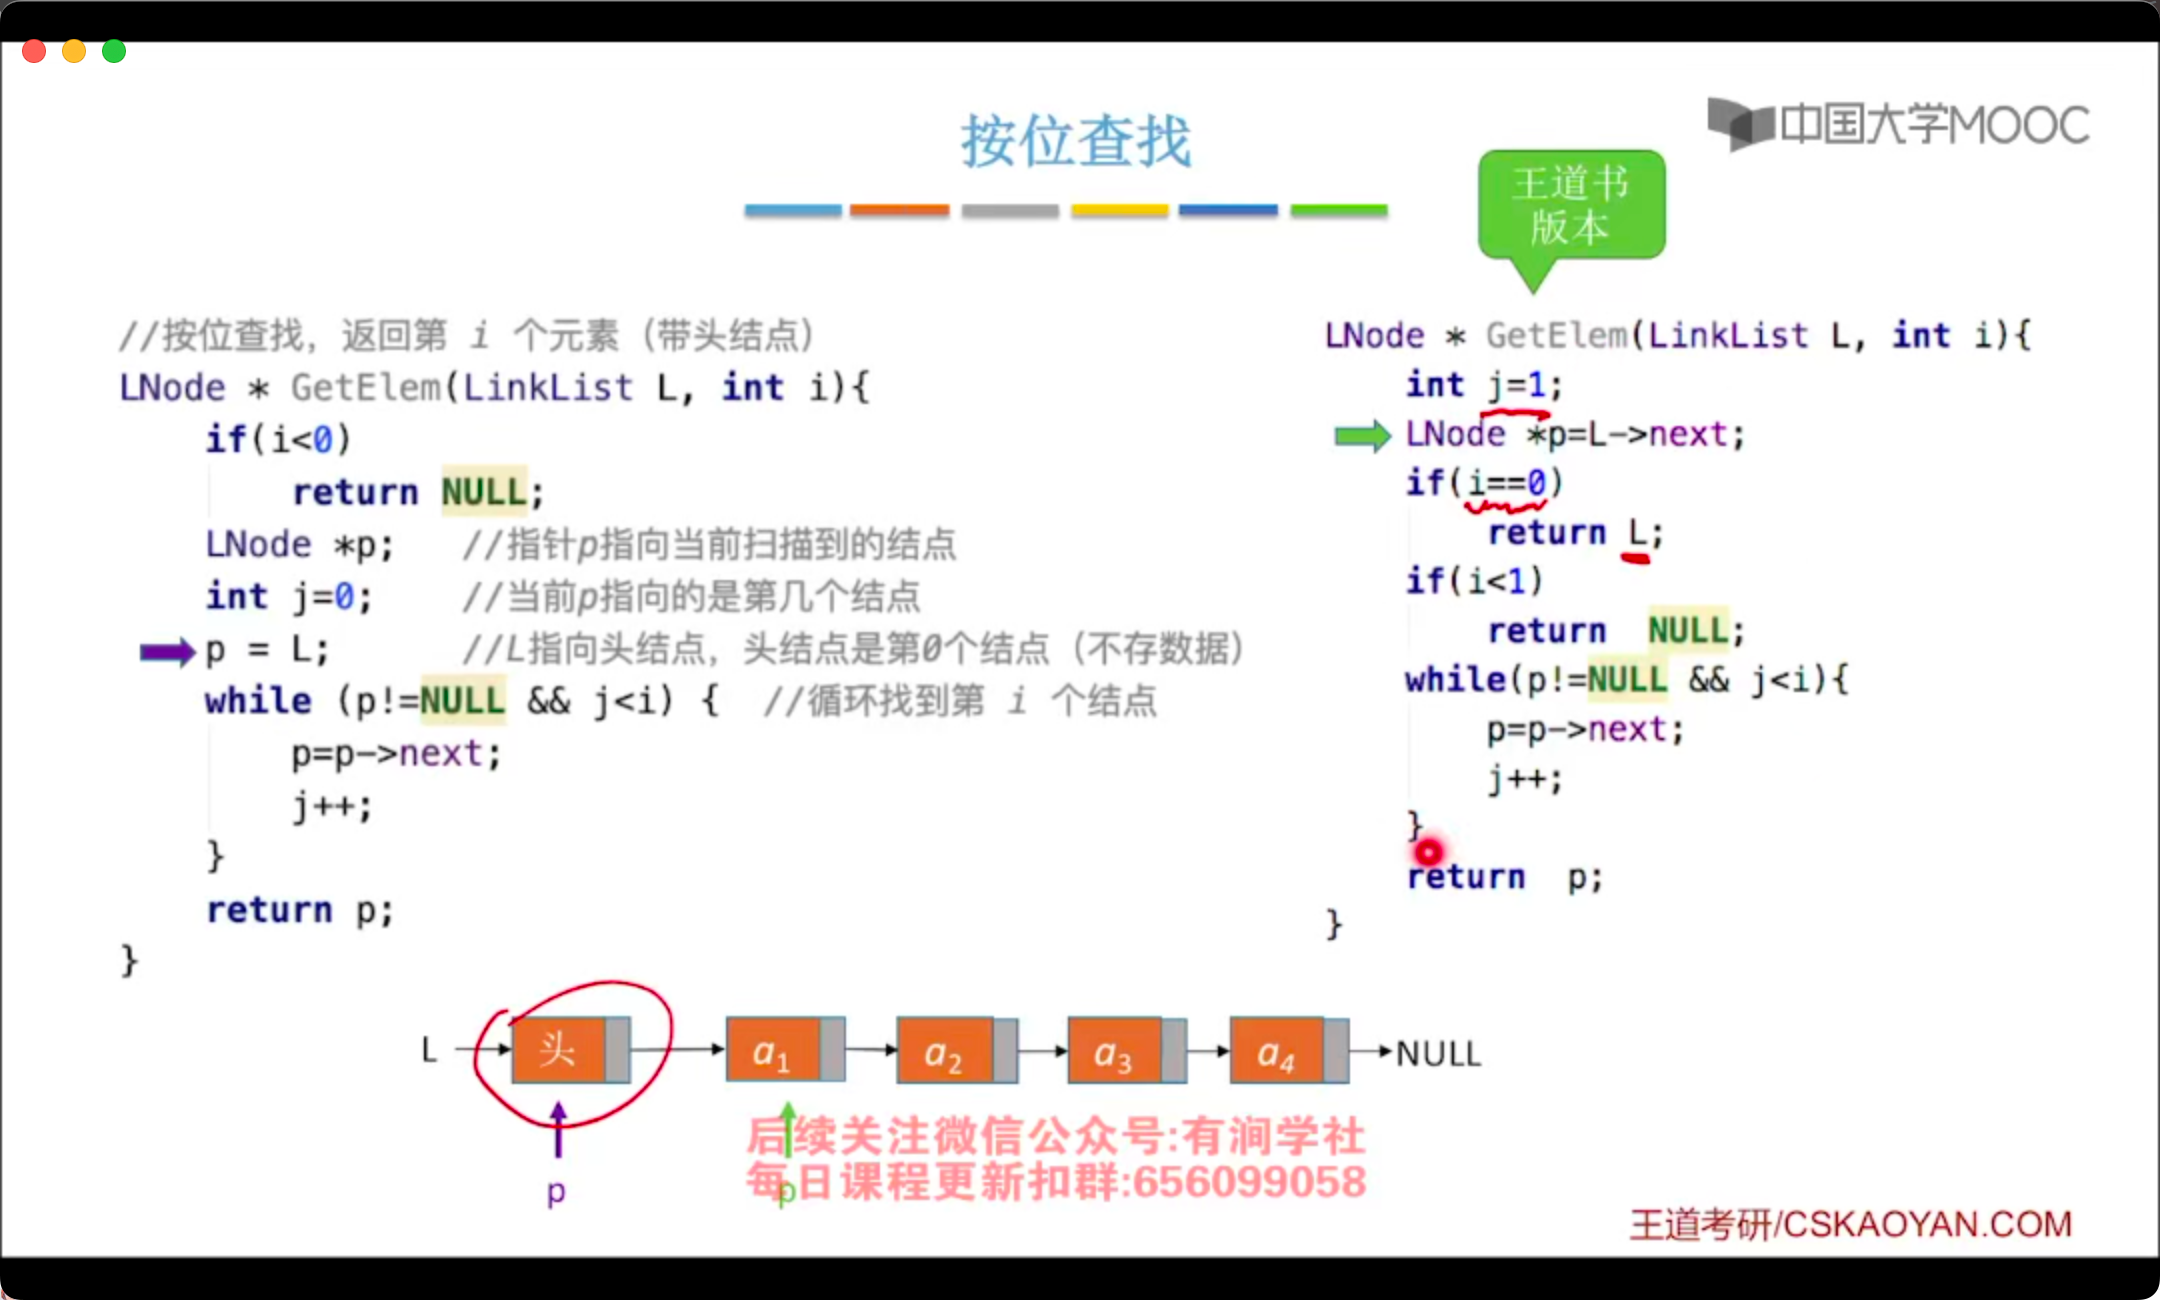 按位查找
中国大学MOOC
王道书
版本
//按位查找，返回第 i 个元素（带头结点）
LNode * GetElem(LinkList L, int i){
if(i<0)
return NULL;
LNode *p; //指针p指向当前扫描到的结点
int j=0; //当前p指向的是第几个结点
p = L; //L指向头结点，头结点是第0个结点（不存数据）
while (p!=NULL && j<i) { //循环找到第 i 个结点
p=p->next;
j++;
}
return p;
}
LNode * GetElem(LinkList L, int i){
int j=1;
LNode *p=L->next;
if(i==0)
return L;
if(i<1)
return NULL;
while(p!=NULL && j<i){
p=p->next;
j++;
}
return p;
}
L 头 a1 a2 a3 a4 NULL
后续关注微信公众号:有涧学社
每日课程更新扣群:656099058
p p
王道考研/CSKAOYAN.COM